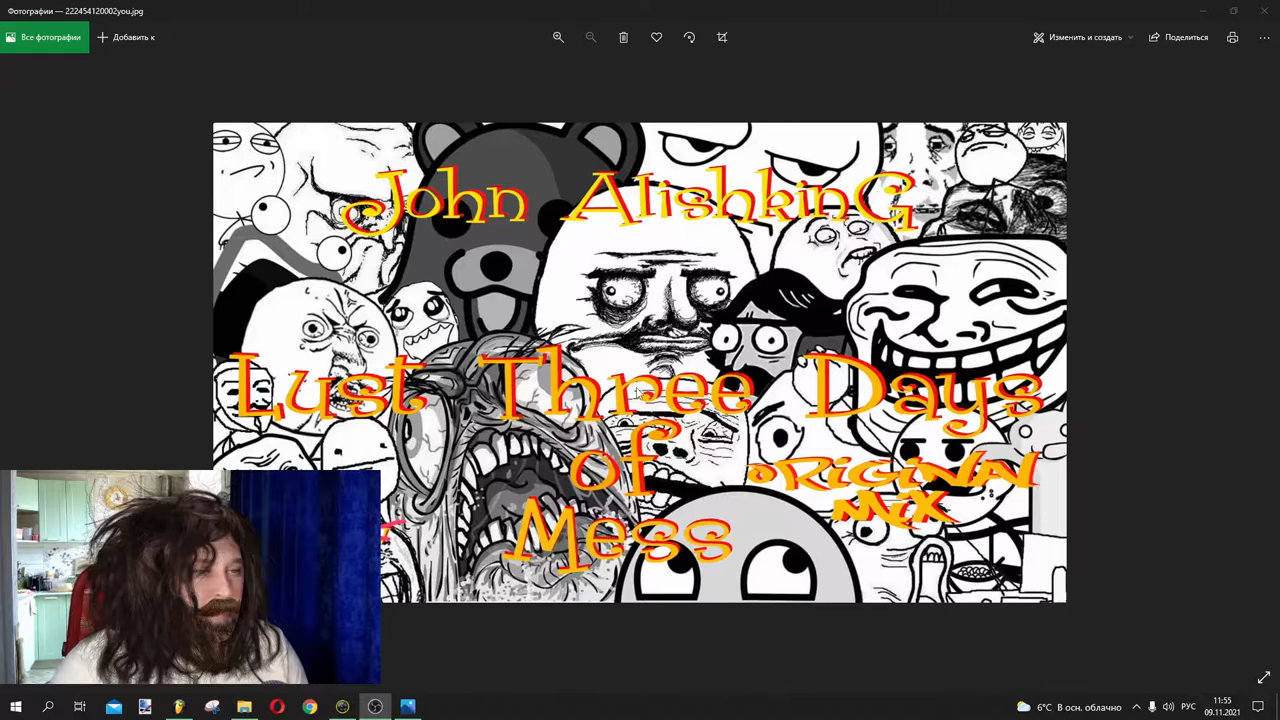 Фотографии — 222454120002you.jpg
Все фотографии
Добавить к
Изменить и создать
Поделиться
John AlishkinG
Lust Three Days
of
ORiGiNAl
MiX
Mess
6°C В осн. облачно
РУС
11:55
09.11.2021